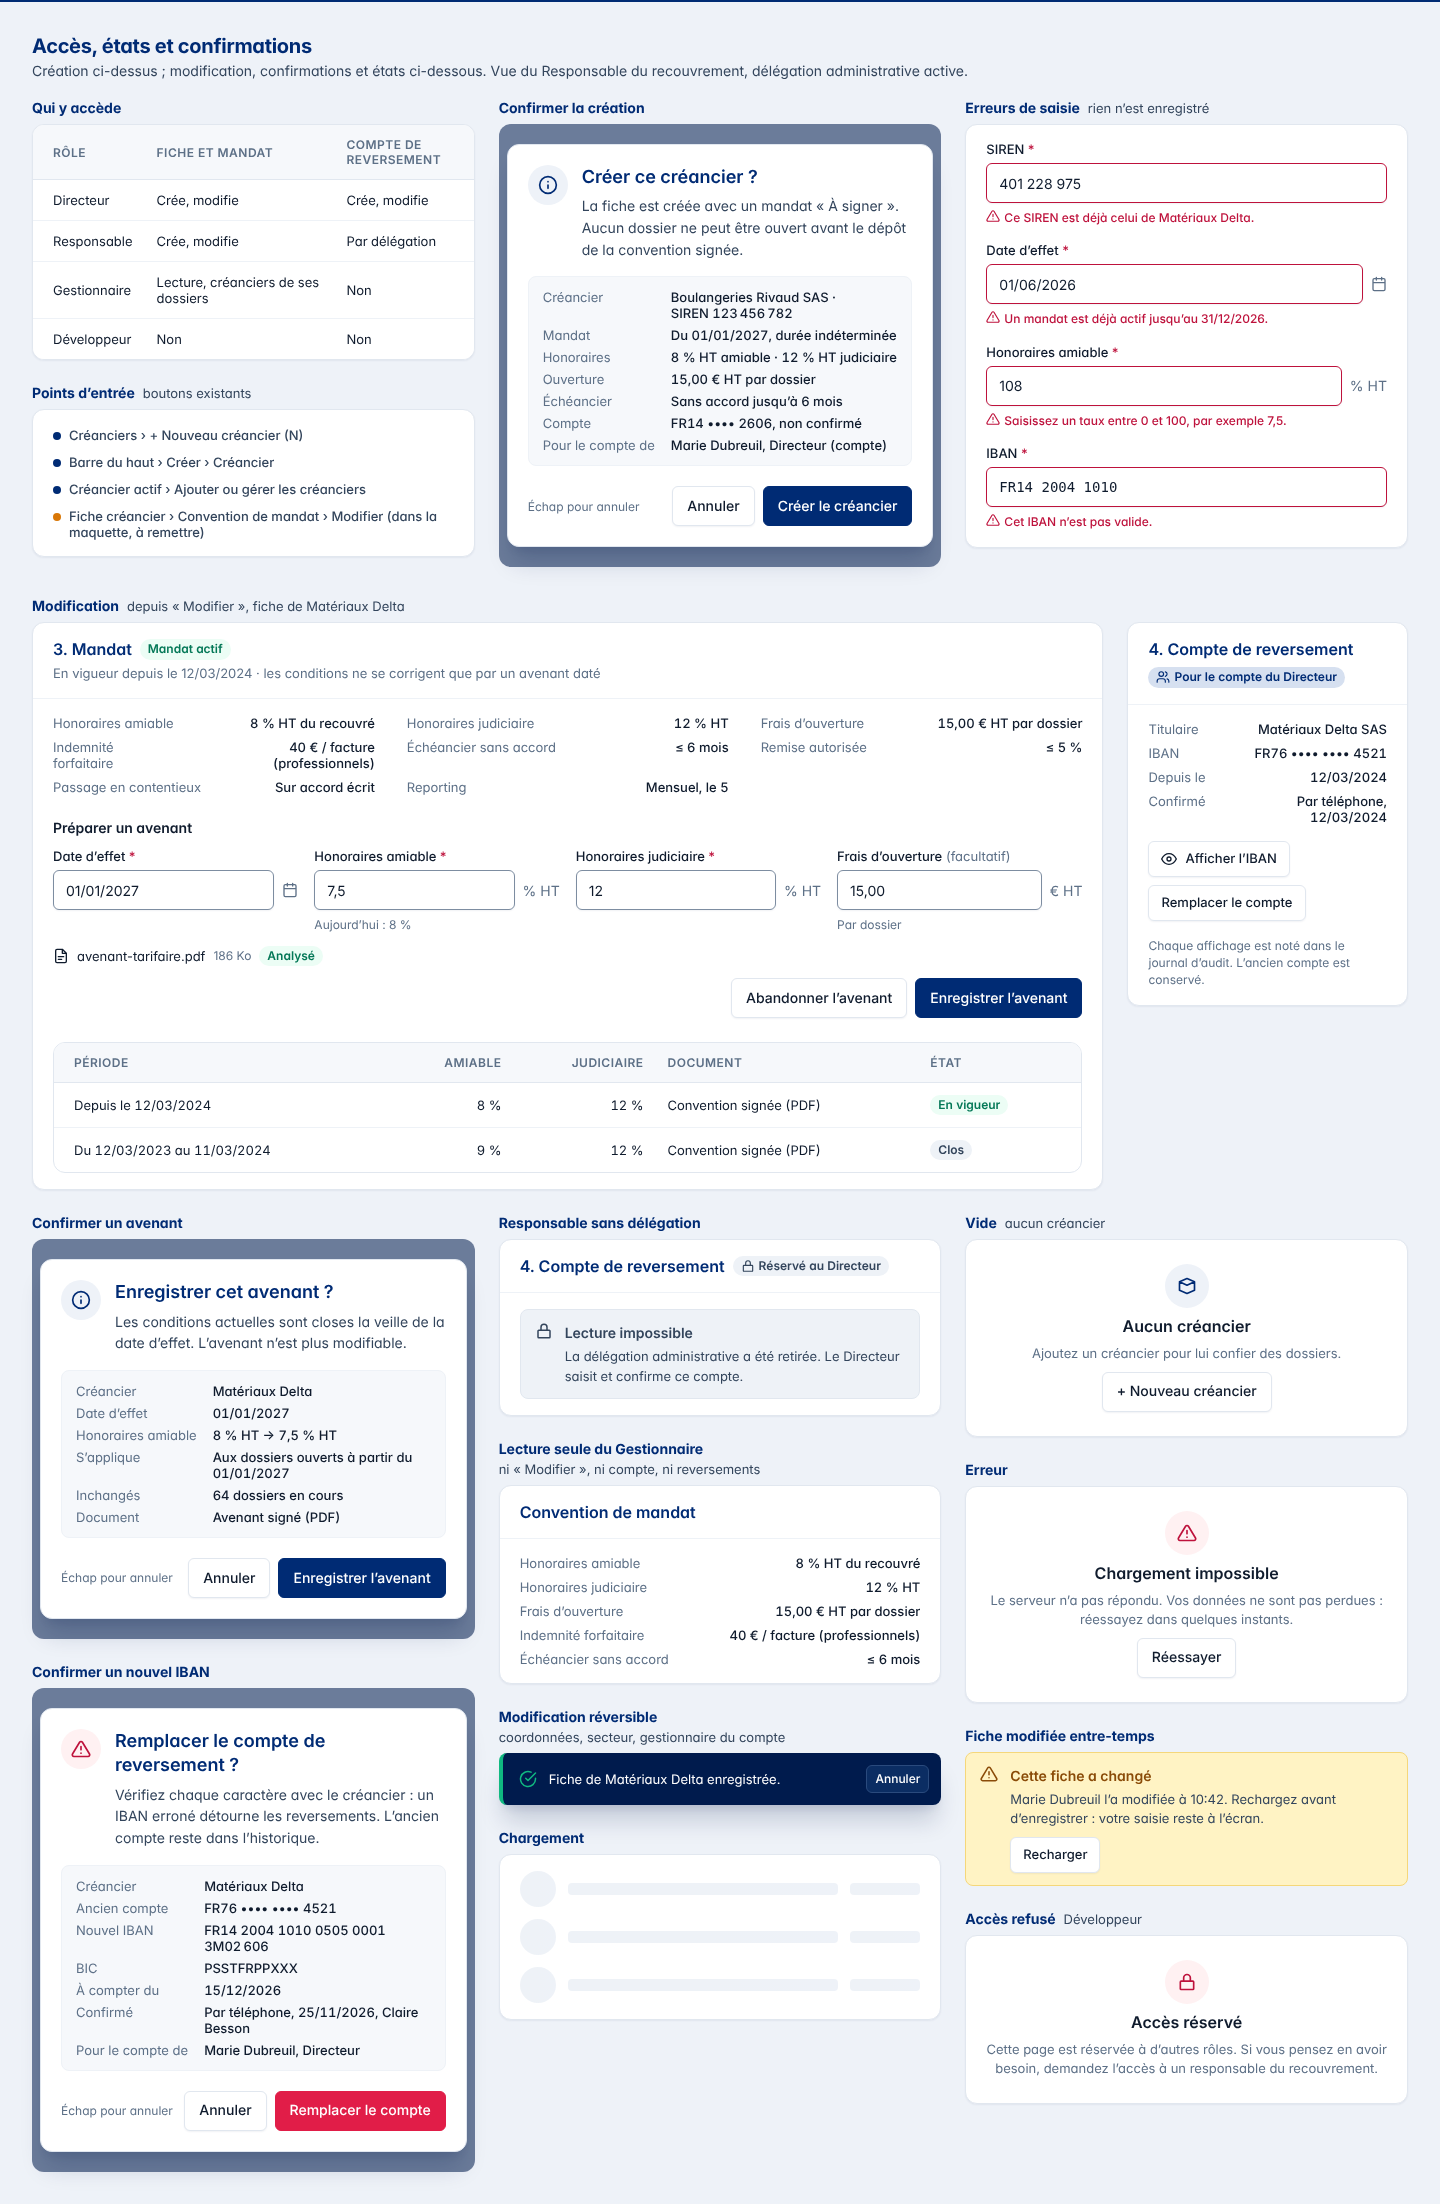 Accès, états et confirmations
Création ci-dessus ; modification, confirmations et états ci-dessous. Vue du Responsable du recouvrement, délégation administrative active.
Qui y accède
RÔLE FICHE ET MANDAT COMPTE DE REVERSEMENT
Directeur Crée, modifie Crée, modifie
Responsable Crée, modifie Par délégation
Gestionnaire Lecture, créanciers de ses dossiers Non
Développeur Non Non
Points d’entrée boutons existants
Créanciers › + Nouveau créancier (N)
Barre du haut › Créer › Créancier
Créancier actif › Ajouter ou gérer les créanciers
Fiche créancier › Convention de mandat › Modifier (dans la
maquette, à remettre)
Confirmer la création
Créer ce créancier ?
La fiche est créée avec un mandat « À signer ».
Aucun dossier ne peut être ouvert avant le dépôt
de la convention signée.
Créancier Boulangeries Rivaud SAS ·
SIREN 123 456 782
Mandat Du 01/01/2027, durée indéterminée
Honoraires 8 % HT amiable · 12 % HT judiciaire
Ouverture 15,00 € HT par dossier
Échéancier Sans accord jusqu’à 6 mois
Compte FR14 •••• 2606, non confirmé
Pour le compte de Marie Dubreuil, Directeur (compte)
Échap pour annuler Annuler Créer le créancier
Erreurs de saisie rien n’est enregistré
SIREN *
401 228 975
Ce SIREN est déjà celui de Matériaux Delta.
Date d’effet *
01/06/2026
Un mandat est déjà actif jusqu’au 31/12/2026.
Honoraires amiable *
108 % HT
Saisissez un taux entre 0 et 100, par exemple 7,5.
IBAN *
FR14 2004 1010
Cet IBAN n’est pas valide.
Modification depuis « Modifier », fiche de Matériaux Delta
3. Mandat Mandat actif
En vigueur depuis le 12/03/2024 · les conditions ne se corrigent que par un avenant daté
Honoraires amiable 8 % HT du recouvré Honoraires judiciaire 12 % HT Frais d’ouverture 15,00 € HT par dossier
Indemnité forfaitaire 40 € / facture (professionnels) Échéancier sans accord ≤ 6 mois Remise autorisée ≤ 5 %
Passage en contentieux Sur accord écrit Reporting Mensuel, le 5
Préparer un avenant
Date d’effet * Honoraires amiable * Honoraires judiciaire * Frais d’ouverture (facultatif)
01/01/2027 7,5 % HT 12 % HT 15,00 € HT
Aujourd’hui : 8 % Par dossier
avenant-tarifaire.pdf 186 Ko Analysé
Abandonner l’avenant Enregistrer l’avenant
PÉRIODE AMIABLE JUDICIAIRE DOCUMENT ÉTAT
Depuis le 12/03/2024 8 % 12 % Convention signée (PDF) En vigueur
Du 12/03/2023 au 11/03/2024 9 % 12 % Convention signée (PDF) Clos
4. Compte de reversement
Pour le compte du Directeur
Titulaire Matériaux Delta SAS
IBAN FR76 •••• •••• 4521
Depuis le 12/03/2024
Confirmé Par téléphone,
12/03/2024
Afficher l’IBAN
Remplacer le compte
Chaque affichage est noté dans le
journal d’audit. L’ancien compte est
conservé.
Confirmer un avenant
Enregistrer cet avenant ?
Les conditions actuelles sont closes la veille de la
date d’effet. L’avenant n’est plus modifiable.
Créancier Matériaux Delta
Date d’effet 01/01/2027
Honoraires amiable 8 % HT → 7,5 % HT
S’applique Aux dossiers ouverts à partir du
01/01/2027
Inchangés 64 dossiers en cours
Document Avenant signé (PDF)
Échap pour annuler Annuler Enregistrer l’avenant
Confirmer un nouvel IBAN
Remplacer le compte de
reversement ?
Vérifiez chaque caractère avec le créancier : un
IBAN erroné détourne les reversements. L’ancien
compte reste dans l’historique.
Créancier Matériaux Delta
Ancien compte FR76 •••• •••• 4521
Nouvel IBAN FR14 2004 1010 0505 0001
3M02 606
BIC PSSTFRPPXXX
À compter du 15/12/2026
Confirmé Par téléphone, 25/11/2026, Claire
Besson
Pour le compte de Marie Dubreuil, Directeur
Échap pour annuler Annuler Remplacer le compte
Responsable sans délégation
4. Compte de reversement Réservé au Directeur
Lecture impossible
La délégation administrative a été retirée. Le Directeur
saisit et confirme ce compte.
Lecture seule du Gestionnaire
ni « Modifier », ni compte, ni reversements
Convention de mandat
Honoraires amiable 8 % HT du recouvré
Honoraires judiciaire 12 % HT
Frais d’ouverture 15,00 € HT par dossier
Indemnité forfaitaire 40 € / facture (professionnels)
Échéancier sans accord ≤ 6 mois
Modification réversible
coordonnées, secteur, gestionnaire du compte
Fiche de Matériaux Delta enregistrée. Annuler
Chargement
Vide aucun créancier
Aucun créancier
Ajoutez un créancier pour lui confier des dossiers.
+ Nouveau créancier
Erreur
Chargement impossible
Le serveur n’a pas répondu. Vos données ne sont pas perdues :
réessayez dans quelques instants.
Réessayer
Fiche modifiée entre-temps
Cette fiche a changé
Marie Dubreuil l’a modifiée à 10:42. Rechargez avant
d’enregistrer : votre saisie reste à l’écran.
Recharger
Accès refusé Développeur
Accès réservé
Cette page est réservée à d’autres rôles. Si vous pensez en avoir
besoin, demandez l’accès à un responsable du recouvrement.